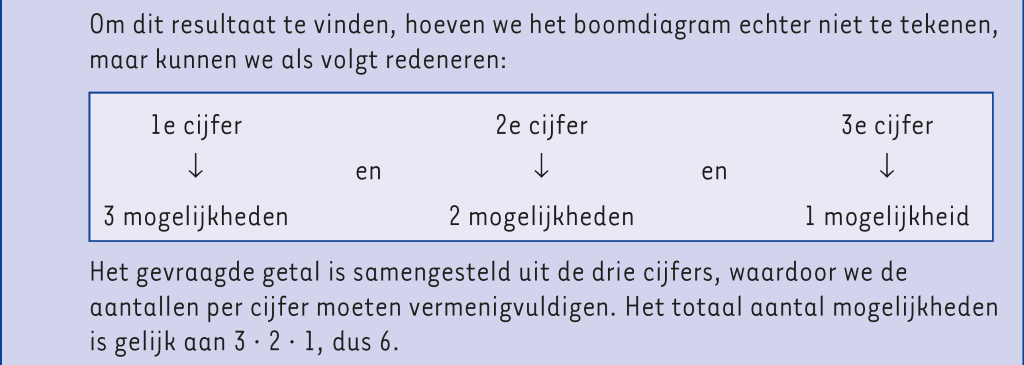 Om dit resultaat te vinden, hoeven we het boomdiagram echter niet te tekenen,
maar kunnen we als volgt redeneren:
1e cijfer 2e cijfer 3e cijfer
↓ en ↓ en ↓
3 mogelijkheden 2 mogelijkheden 1 mogelijkheid
Het gevraagde getal is samengesteld uit de drie cijfers, waardoor we de
aantallen per cijfer moeten vermenigvuldigen. Het totaal aantal mogelijkheden
is gelijk aan 3 · 2 · 1, dus 6.